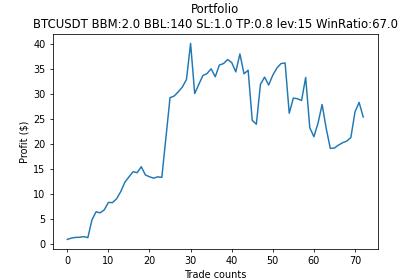 Portfolio
BTCUSDT BBM:2.0 BBL:140 SL:1.0 TP:0.8 lev:15 WinRatio:67.0
40
35
30
25
20
15
10
5
0
Profit ($)
0 10 20 30 40 50 60 70
Trade counts